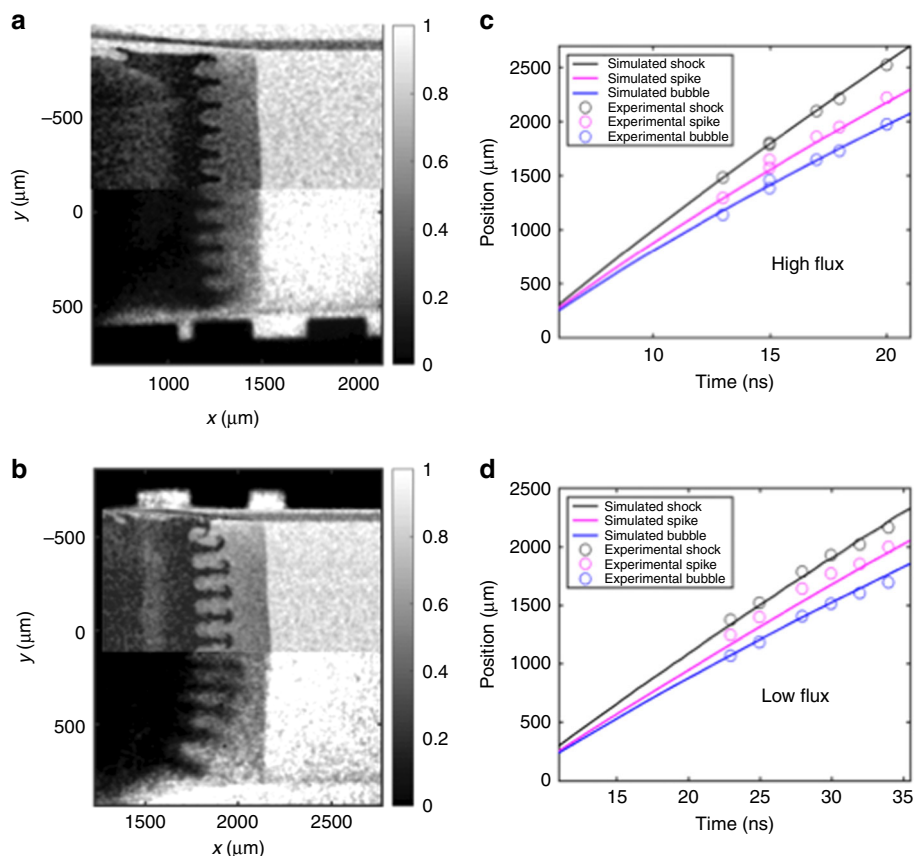 a
1
0.8
0.6
0.4
0.2
0
–500
0
500
y (μm)
1000
1500
2000
x (μm)
c
2500
2000
1500
1000
500
0
Position (μm)
Simulated shock
Simulated spike
Simulated bubble
Experimental shock
Experimental spike
Experimental bubble
High flux
10
15
20
Time (ns)
b
1
0.8
0.6
0.4
0.2
0
–500
0
500
y (μm)
1500
2000
2500
x (μm)
d
2500
2000
1500
1000
500
0
Position (μm)
Simulated shock
Simulated spike
Simulated bubble
Experimental shock
Experimental spike
Experimental bubble
Low flux
15
20
25
30
35
Time (ns)